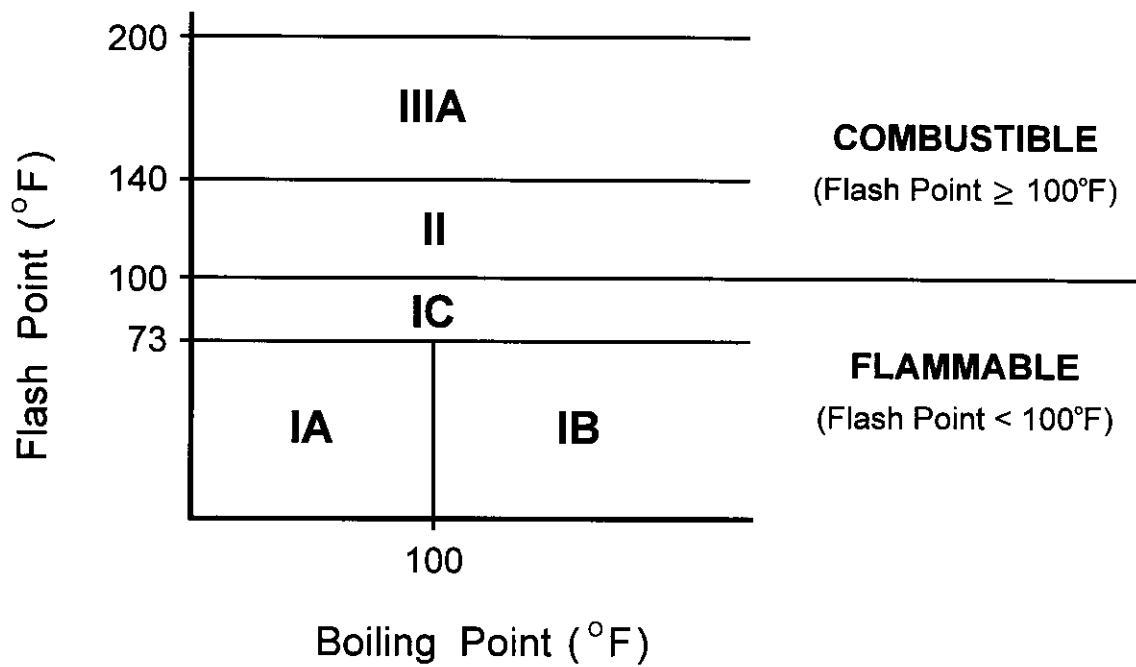 200
IIIA
COMBUSTIBLE
(Flash Point ≥ 100°F)
140
II
100
IC
73
FLAMMABLE
(Flash Point < 100°F)
IA
IB
100
Flash Point (°F)
Boiling Point (°F)